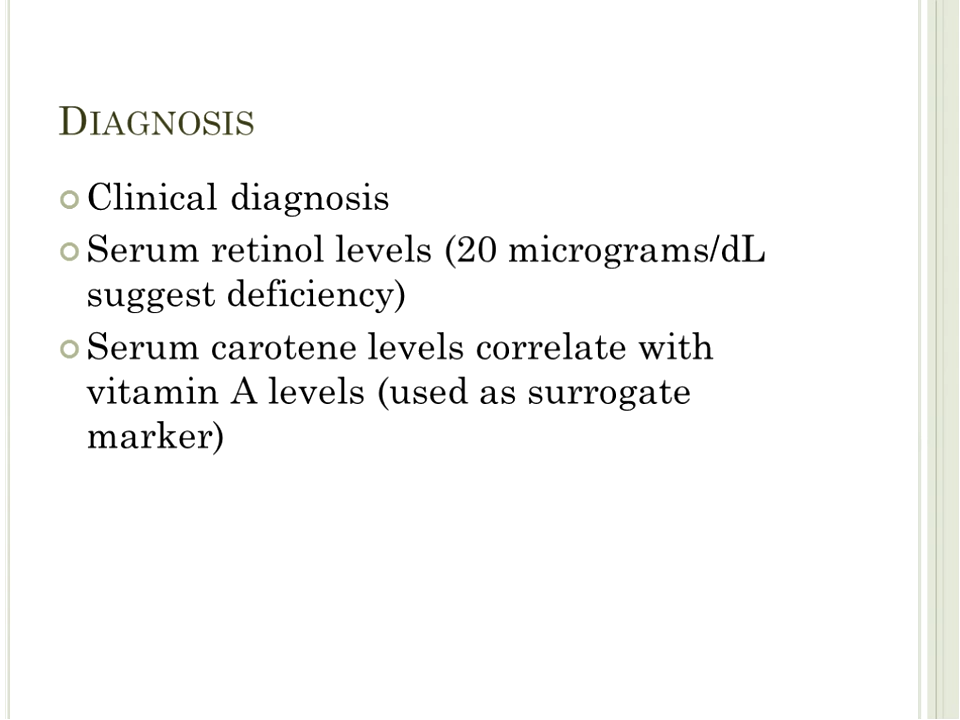 DIAGNOSIS
Clinical diagnosis
Serum retinol levels (20 micrograms/dL
suggest deficiency)
Serum carotene levels correlate with
vitamin A levels (used as surrogate
marker)